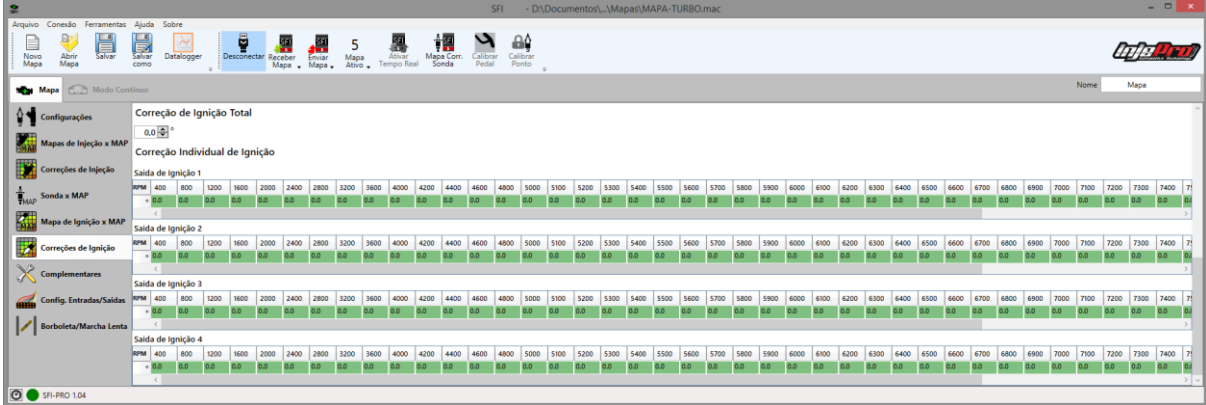 SFI - D:\Documentos\,..\Mapas\MAPA-TURBO.mac
Arquivo Conexão Ferramentas Ajuda Sobre
Novo Mapa Abrir Mapa Salvar Salvar como Datalogger Desconectar Receber Mapa Enviar Mapa 5 Mapa Ativo Ativar Tempo Real Mapa Corr. Sonda Calibrar Pedal Calibrar Ponto
InjePro
Mapa Modo Contínuo Nome Mapa
Configurações
Mapas de Injeção x MAP
Correções de Injeção
Sonda x MAP
Mapa de Ignição x MAP
Correções de Ignição
Complementares
Config. Entradas/Saídas
Borboleta/Marcha Lenta
Correção de Ignição Total
0,0 °
Correção Individual de Ignição
Saída de Ignição 1
RPM 400 800 1200 1600 2000 2400 2800 3200 3600 4000 4200 4400 4600 4800 5000 5100 5200 5300 5400 5500 5600 5700 5800 5900 6000 6100 6200 6300 6400 6500 6600 6700 6800 6900 7000 7100 7200 7300 7400
° 0.0 0.0 0.0 0.0 0.0 0.0 0.0 0.0 0.0 0.0 0.0 0.0 0.0 0.0 0.0 0.0 0.0 0.0 0.0 0.0 0.0 0.0 0.0 0.0 0.0 0.0 0.0 0.0 0.0 0.0 0.0 0.0 0.0 0.0 0.0 0.0 0.0 0.0 0.0
Saída de Ignição 2
RPM 400 800 1200 1600 2000 2400 2800 3200 3600 4000 4200 4400 4600 4800 5000 5100 5200 5300 5400 5500 5600 5700 5800 5900 6000 6100 6200 6300 6400 6500 6600 6700 6800 6900 7000 7100 7200 7300 7400
° 0.0 0.0 0.0 0.0 0.0 0.0 0.0 0.0 0.0 0.0 0.0 0.0 0.0 0.0 0.0 0.0 0.0 0.0 0.0 0.0 0.0 0.0 0.0 0.0 0.0 0.0 0.0 0.0 0.0 0.0 0.0 0.0 0.0 0.0 0.0 0.0 0.0 0.0 0.0
Saída de Ignição 3
RPM 400 800 1200 1600 2000 2400 2800 3200 3600 4000 4200 4400 4600 4800 5000 5100 5200 5300 5400 5500 5600 5700 5800 5900 6000 6100 6200 6300 6400 6500 6600 6700 6800 6900 7000 7100 7200 7300 7400
° 0.0 0.0 0.0 0.0 0.0 0.0 0.0 0.0 0.0 0.0 0.0 0.0 0.0 0.0 0.0 0.0 0.0 0.0 0.0 0.0 0.0 0.0 0.0 0.0 0.0 0.0 0.0 0.0 0.0 0.0 0.0 0.0 0.0 0.0 0.0 0.0 0.0 0.0 0.0
Saída de Ignição 4
RPM 400 800 1200 1600 2000 2400 2800 3200 3600 4000 4200 4400 4600 4800 5000 5100 5200 5300 5400 5500 5600 5700 5800 5900 6000 6100 6200 6300 6400 6500 6600 6700 6800 6900 7000 7100 7200 7300 7400
° 0.0 0.0 0.0 0.0 0.0 0.0 0.0 0.0 0.0 0.0 0.0 0.0 0.0 0.0 0.0 0.0 0.0 0.0 0.0 0.0 0.0 0.0 0.0 0.0 0.0 0.0 0.0 0.0 0.0 0.0 0.0 0.0 0.0 0.0 0.0 0.0 0.0 0.0 0.0
SFI-PRO 1.04